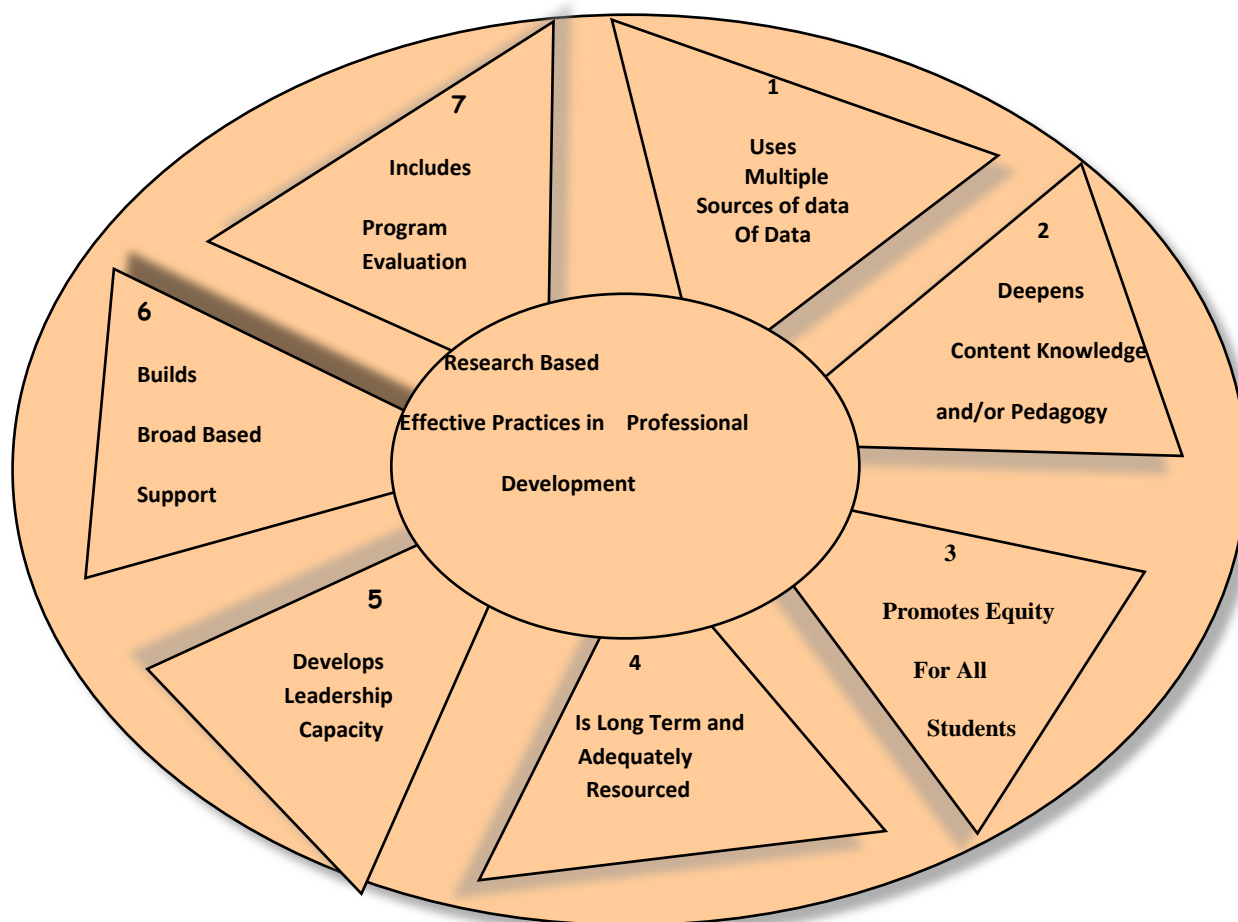 Research Based
Effective Practices in Professional
Development
1
Uses
Multiple
Sources of data
Of Data
2
Deepens
Content Knowledge
and/or Pedagogy
3
Promotes Equity
For All
Students
4
Is Long Term and
Adequately
Resourced
5
Develops
Leadership
Capacity
6
Builds
Broad Based
Support
7
Includes
Program
Evaluation